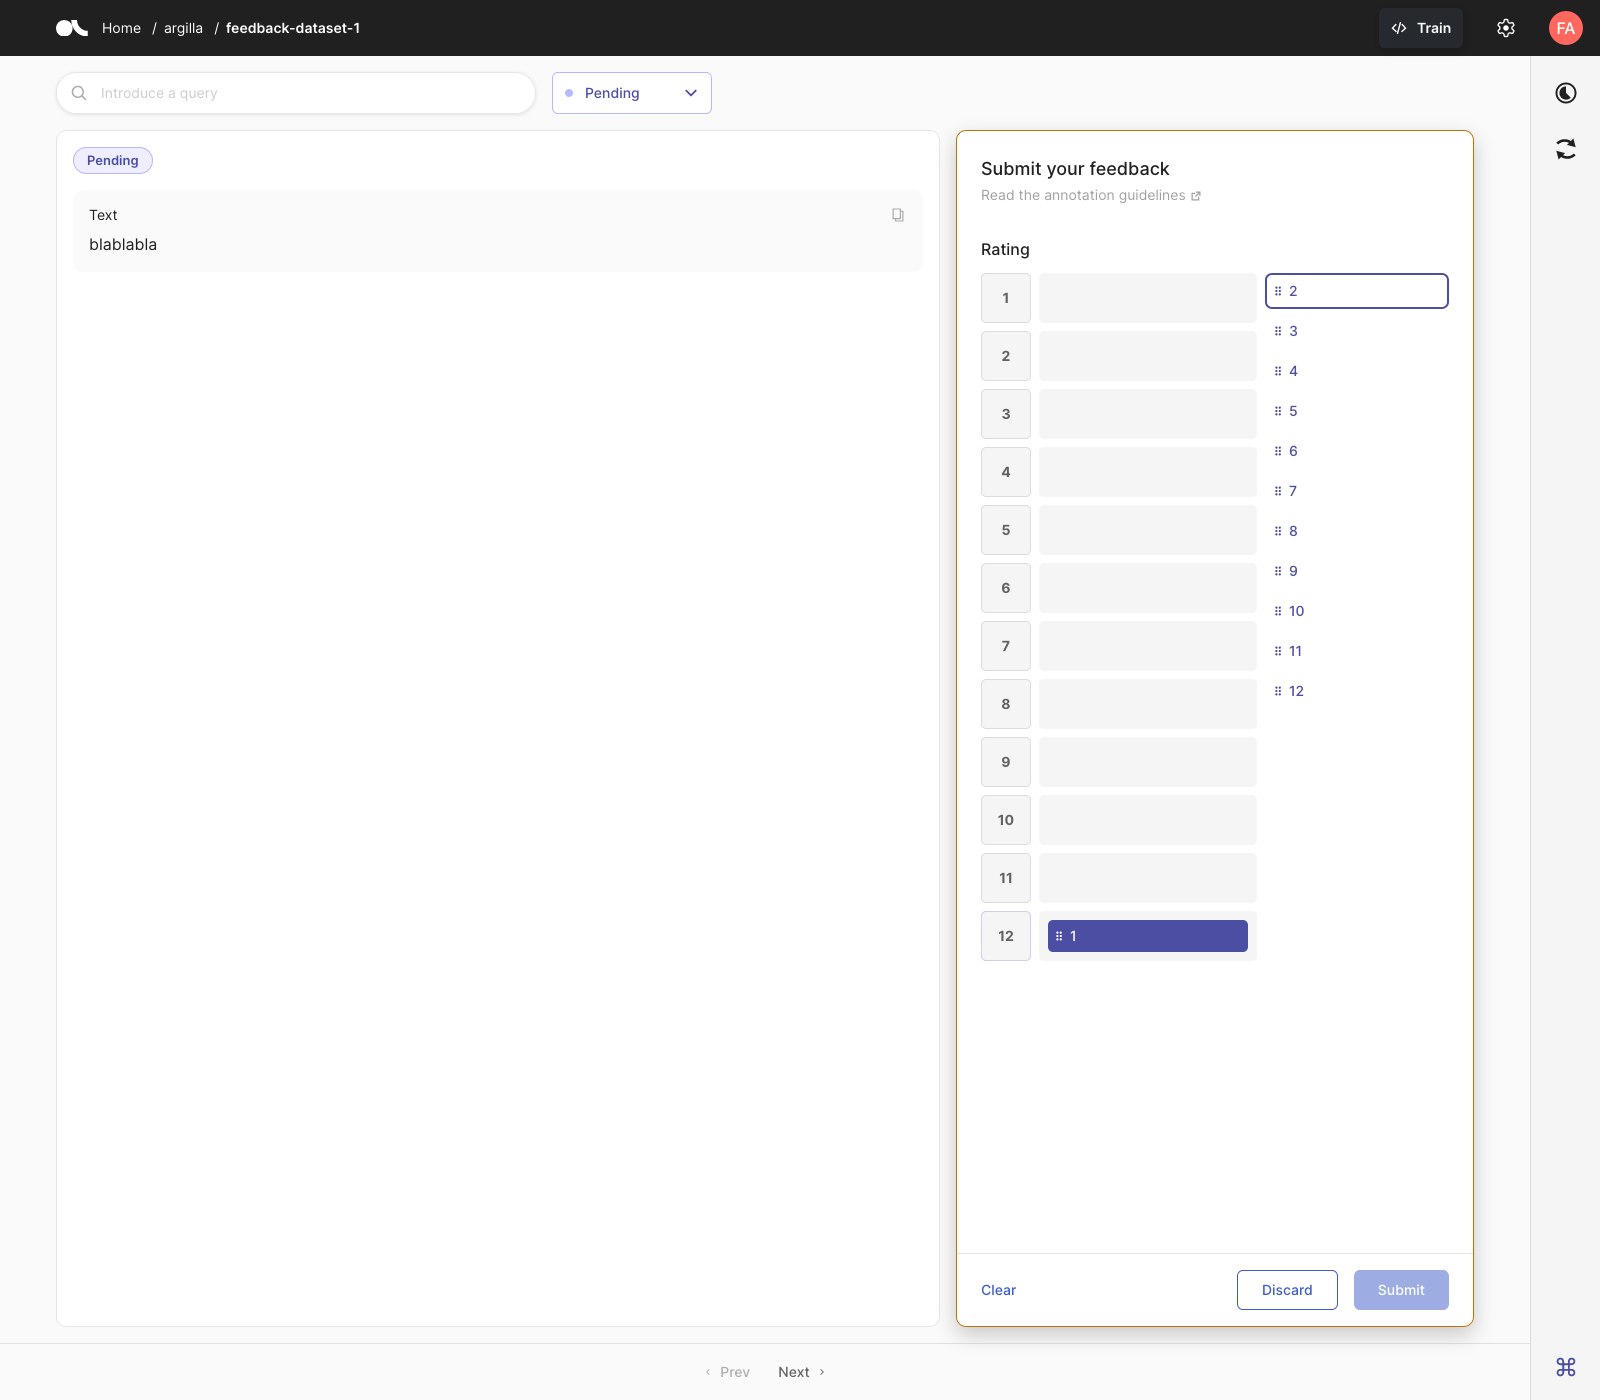 Home / argilla / feedback-dataset-1
Train
FA
Introduce a query
Pending
Pending
Text
blablabla
Submit your feedback
Read the annotation guidelines
Rating
1
2
3
4
5
6
7
8
9
10
11
12
1
2
3
4
5
6
7
8
9
10
11
12
Clear
Discard
Submit
‹ Prev
Next ›